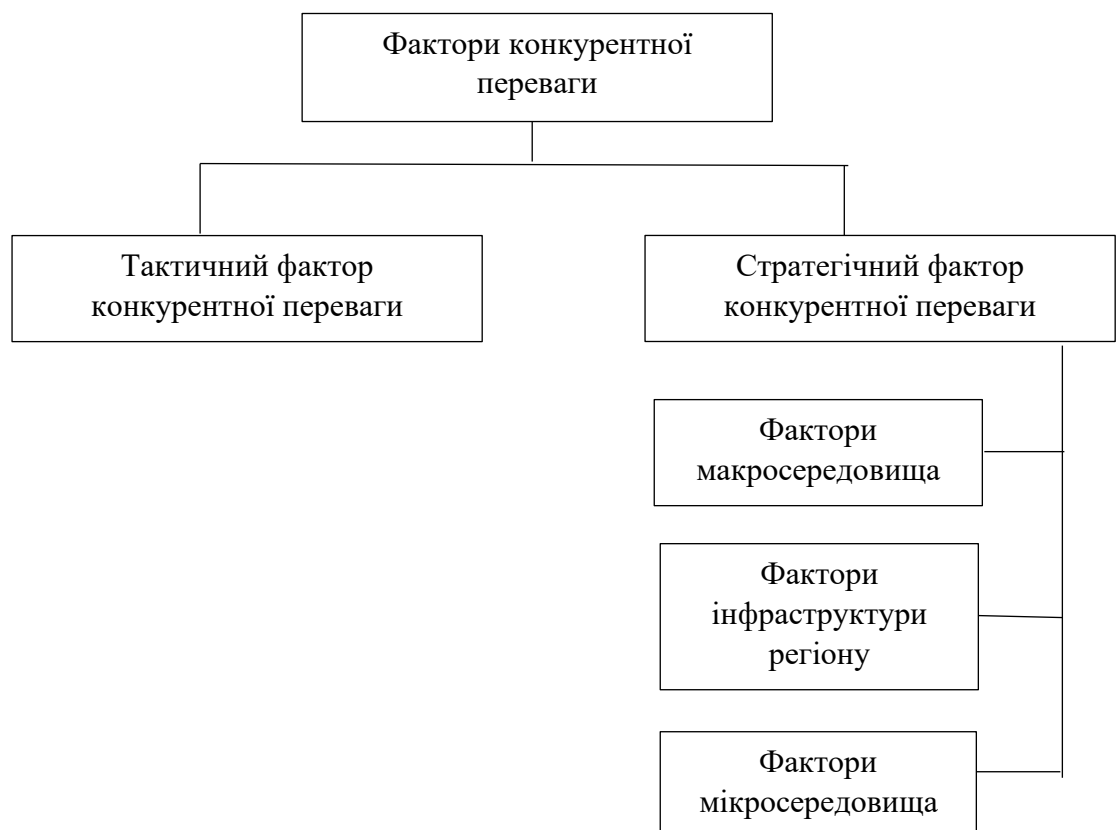 Фактори конкурентної
переваги
Тактичний фактор
конкурентної переваги
Стратегічний фактор
конкурентної переваги
Фактори
макросередовища
Фактори
інфраструктури
регіону
Фактори
мікросередовища